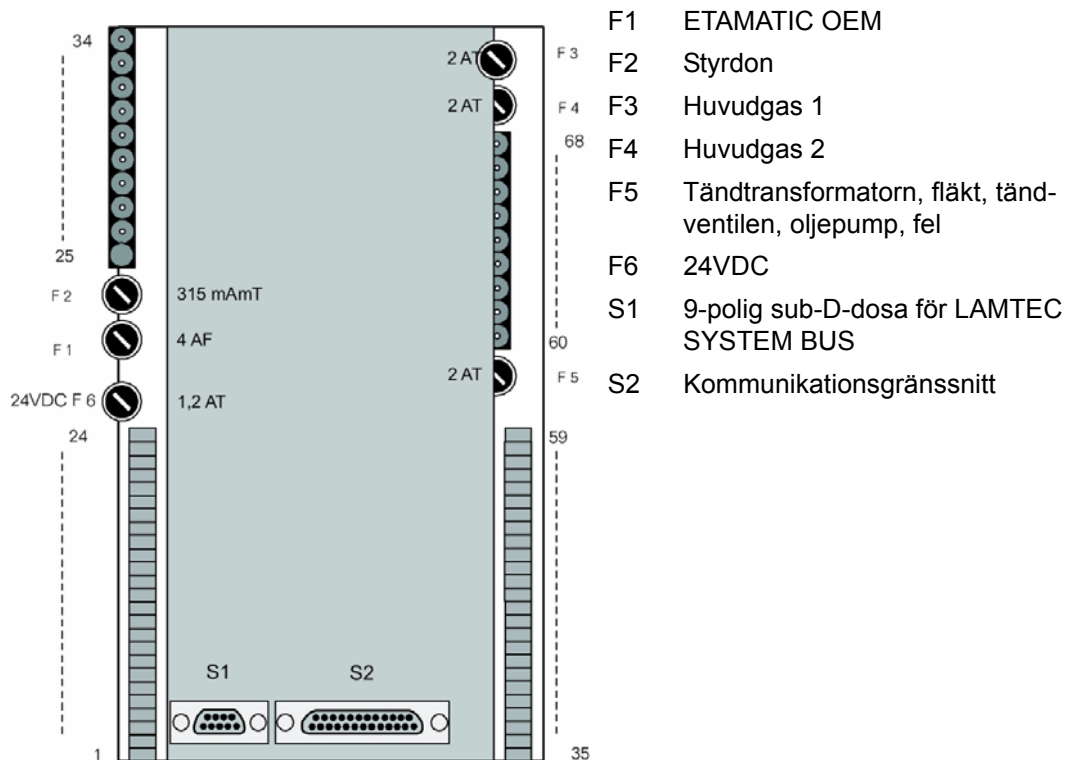 34
2 AT
F 3
2 AT
F 4
68
25
F 2
315 mAmT
F 1
4 AF
60
2 AT
F 5
24VDC F 6
1,2 AT
24
59
S1
S2
1
35
F1 ETAMATIC OEM
F2 Styrdon
F3 Huvudgas 1
F4 Huvudgas 2
F5 Tändtransformatorn, fläkt, tänd-
ventilen, oljepump, fel
F6 24VDC
S1 9-polig sub-D-dosa för LAMTEC
SYSTEM BUS
S2 Kommunikationsgränssnitt